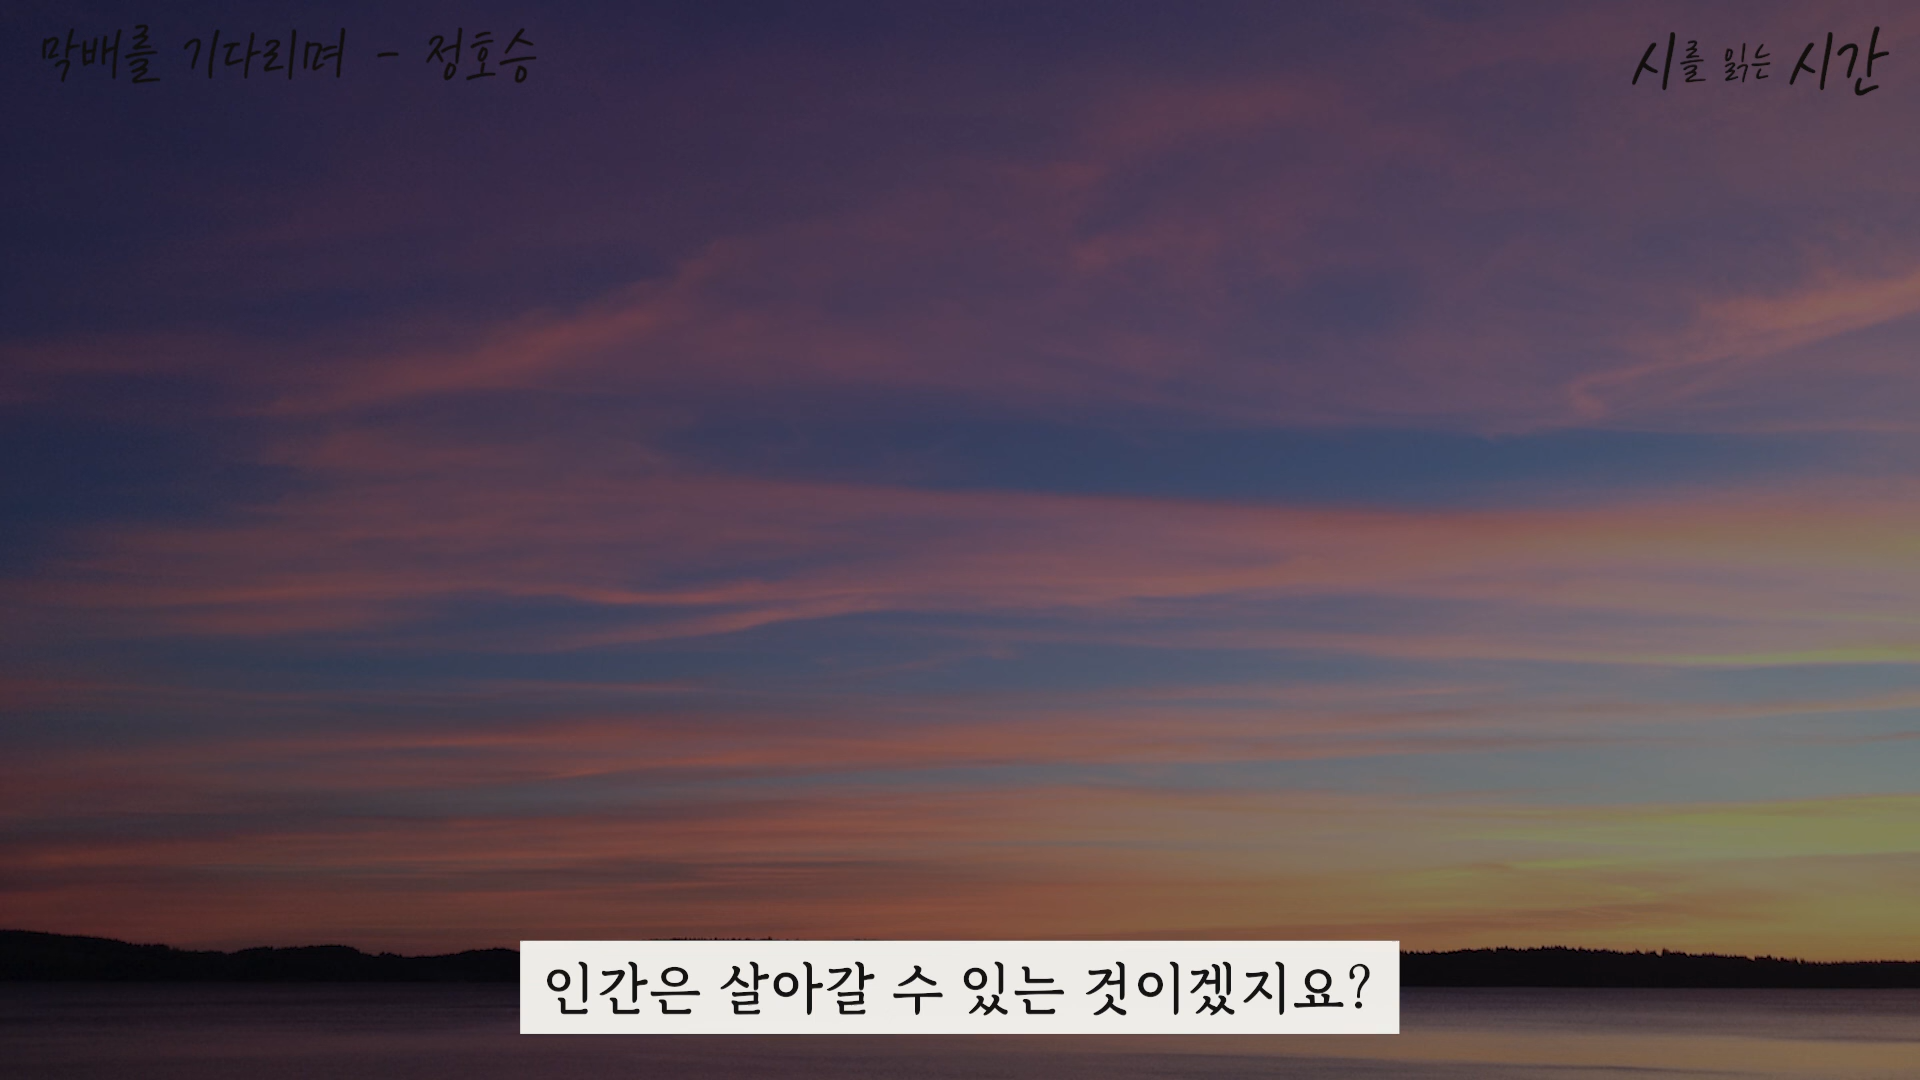 막배를 기다리며 - 정호승
시를 읽는 시간
인간은 살아갈 수 있는 것이겠지요?